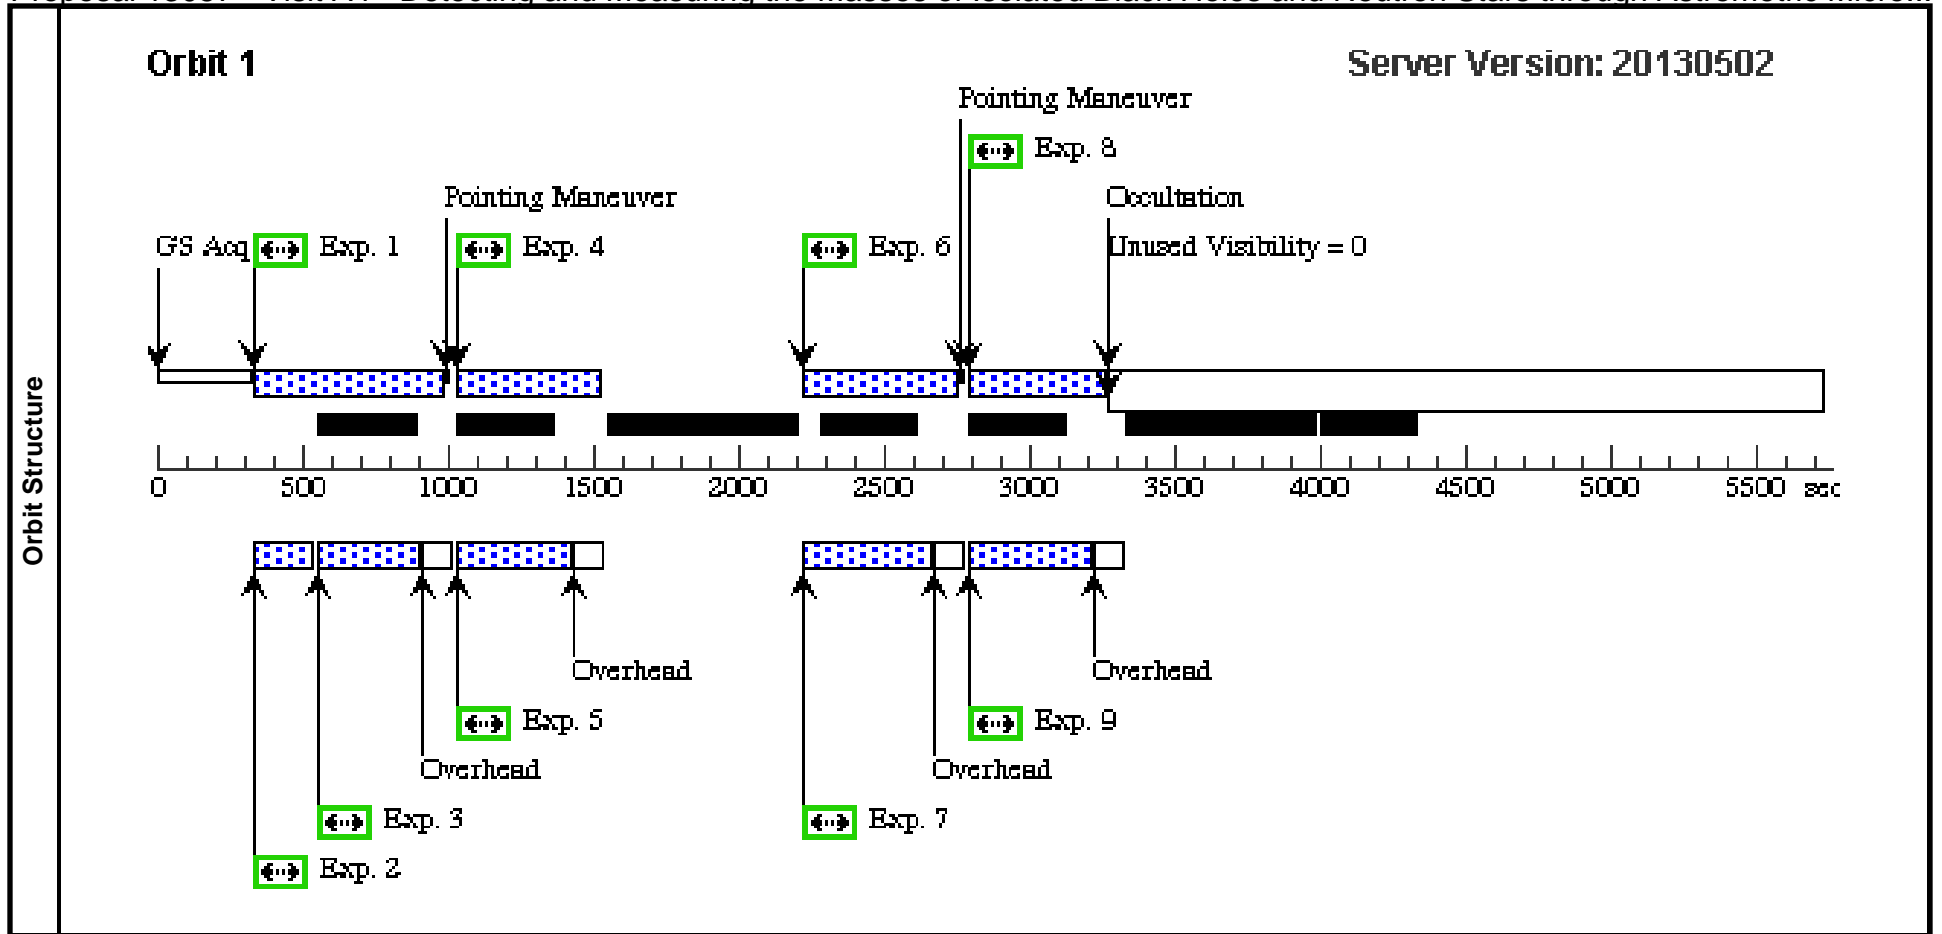 Orbit 1
Server Version: 20130502
Pointing Maneuver
Exp. 8
Pointing Maneuver
Occultation
GS Acq
Exp. 1
Exp. 4
Exp. 6
Unused Visibility = 0
Orbit Structure
0 500 1000 1500 2000 2500 3000 3500 4000 4500 5000 5500 sec
Overhead
Overhead
Exp. 5
Exp. 9
Overhead
Overhead
Exp. 3
Exp. 7
Exp. 2